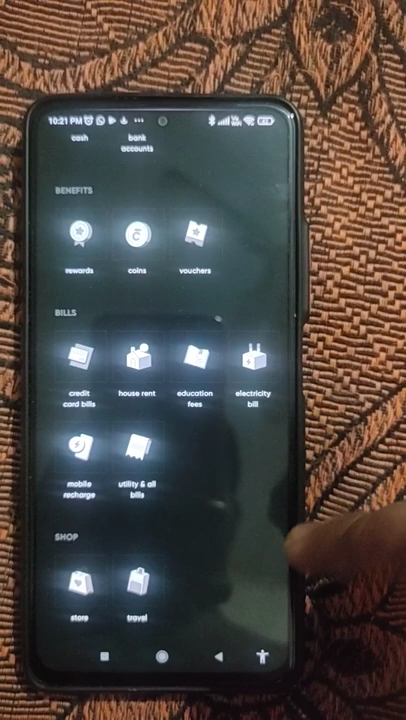 10:21 PM
cash
bank
accounts
BENEFITS
rewards
coins
vouchers
BILLS
credit
card bills
house rent
education
fees
electricity
bill
mobile
recharge
utility & all
bills
SHOP
store
travel